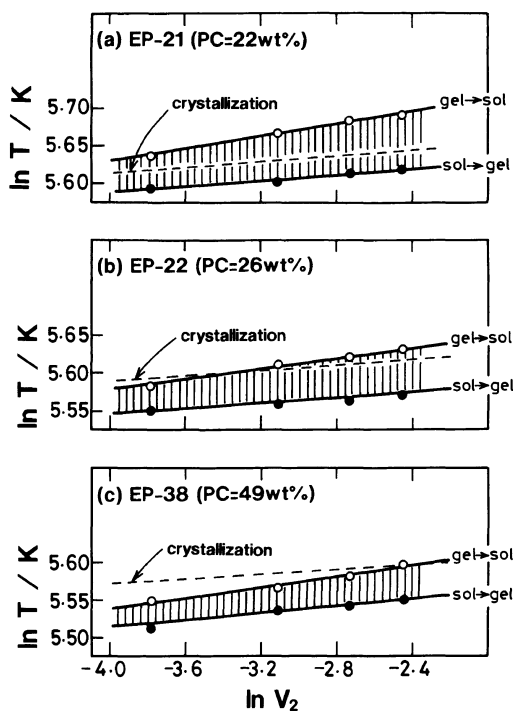 (a) EP-21 (PC=22wt%)
crystallization
gel→sol
sol→gel
ln T / K
5.70
5.65
5.60
(b) EP-22 (PC=26wt%)
crystallization
gel→sol
sol→gel
ln T / K
5.65
5.60
5.55
(c) EP-38 (PC=49wt%)
crystallization
gel→sol
sol→gel
ln T / K
5.60
5.55
5.50
-4.0 -3.6 -3.2 -2.8 -2.4 -2.0
ln V₂